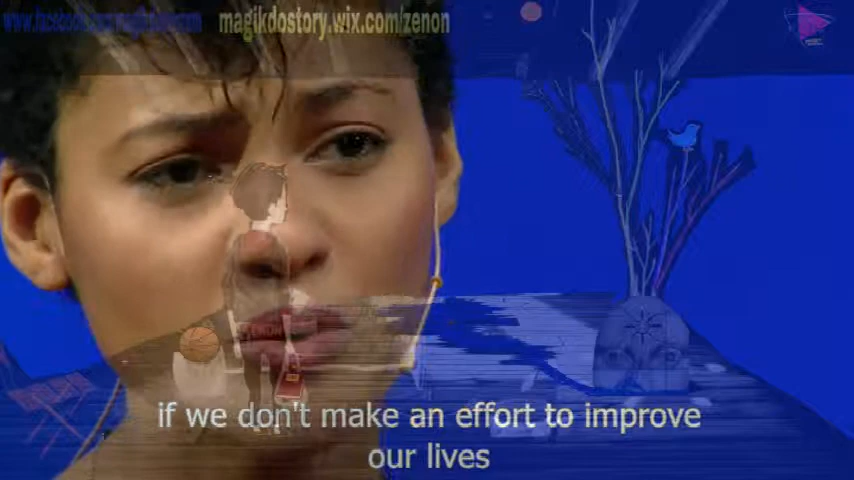 magikdostory.wix.com/zenon
if we don't make an effort to improve
our lives